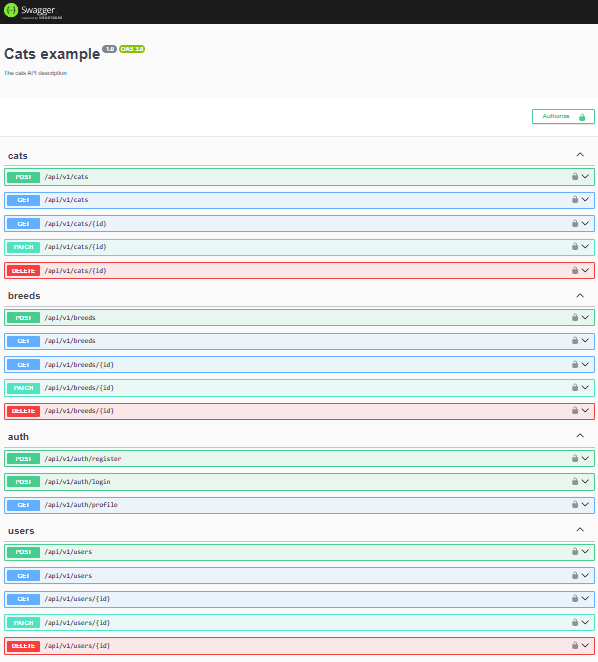 Swagger
Supported by SMARTBEAR
Cats example 1.0 OAS 3.0
The cats API description
Authorize
cats
POST /api/v1/cats
GET /api/v1/cats
GET /api/v1/cats/{id}
PATCH /api/v1/cats/{id}
DELETE /api/v1/cats/{id}
breeds
POST /api/v1/breeds
GET /api/v1/breeds
GET /api/v1/breeds/{id}
PATCH /api/v1/breeds/{id}
DELETE /api/v1/breeds/{id}
auth
POST /api/v1/auth/register
POST /api/v1/auth/login
GET /api/v1/auth/profile
users
POST /api/v1/users
GET /api/v1/users
GET /api/v1/users/{id}
PATCH /api/v1/users/{id}
DELETE /api/v1/users/{id}